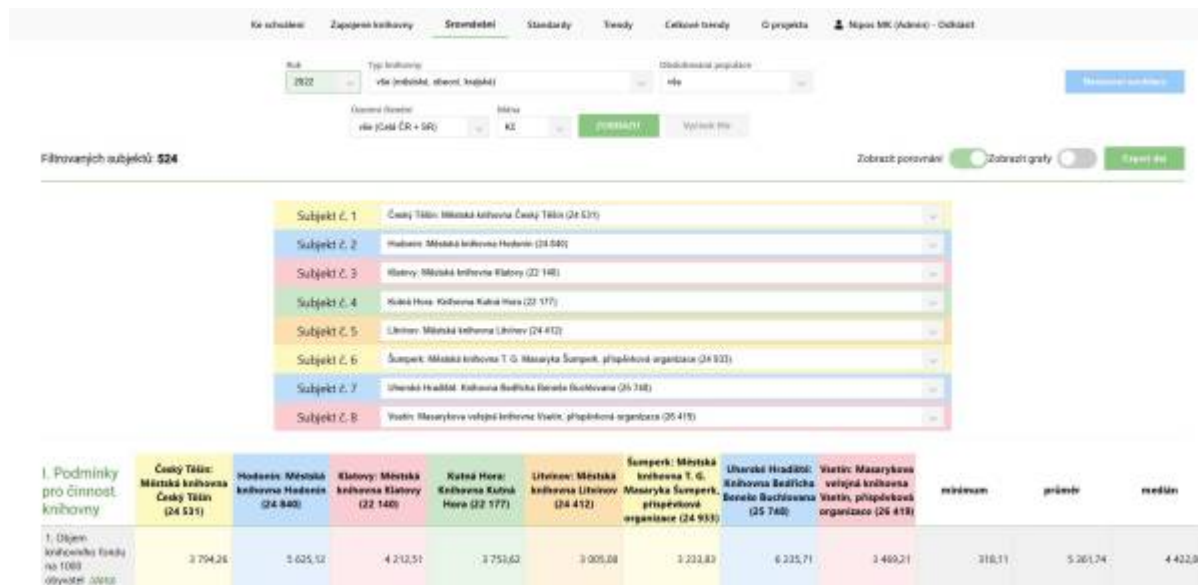 Ke schválení Zapojené knihovny Srovnávání Standardy Trendy Celkové trendy O projektu Nipos MK (Admin) - Odhlásit
Rok Typ knihovny Obsluhovaná populace
2022 vše (městské, obecní, krajské) vše
Územní členění Měna
vše (Celá ČR + SR) Kč ZOBRAZIT
Filtrovaných subjektů: 524 Zobrazit porovnání Zobrazit grafy Export dat
Subjekt č. 1 Český Těšín: Městská knihovna Český Těšín (24 531)
Subjekt č. 2 Hodonín: Městská knihovna Hodonín (24 840)
Subjekt č. 3 Klatovy: Městská knihovna Klatovy (22 140)
Subjekt č. 4 Kutná Hora: Knihovna Kutná Hora (22 177)
Subjekt č. 5 Litvínov: Městská knihovna Litvínov (24 412)
Subjekt č. 6 Šumperk: Městská knihovna T. G. Masaryka Šumperk, příspěvková organizace (24 933)
Subjekt č. 7 Uherské Hradiště: Knihovna Bedřicha Beneše Buchlovana (25 740)
Subjekt č. 8 Vsetín: Masarykova veřejná knihovna Vsetín, příspěvková organizace (26 419)
I. Podmínky pro činnost knihovny
Český Těšín: Městská knihovna Český Těšín (24 531)
Hodonín: Městská knihovna Hodonín (24 840)
Klatovy: Městská knihovna Klatovy (22 140)
Kutná Hora: Knihovna Kutná Hora (22 177)
Litvínov: Městská knihovna Litvínov (24 412)
Šumperk: Městská knihovna T. G. Masaryka Šumperk, příspěvková organizace (24 933)
Uherské Hradiště: Knihovna Bedřicha Beneše Buchlovana (25 740)
Vsetín: Masarykova veřejná knihovna Vsetín, příspěvková organizace (26 419)
minimum průměr medián
1. Objem knihovního fondu na 1000 obyvatel
3 794,26 5 625,12 4 212,51 3 753,62 3 005,08 3 233,83 6 235,71 3 469,21 318,11 5 361,74